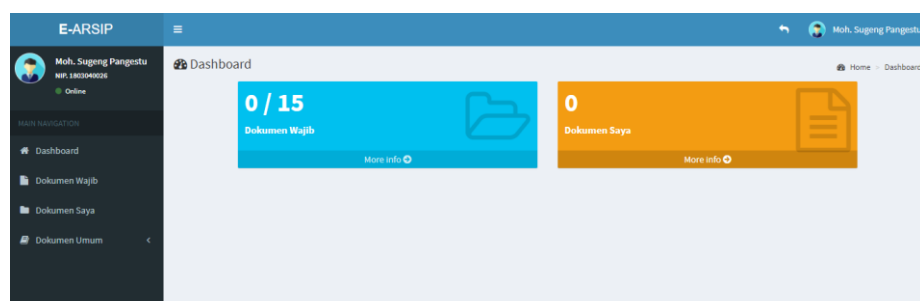 E-ARSIP
Moh. Sugeng Pangestu
Moh. Sugeng Pangestu
NIP. 1803040026
Online
MAIN NAVIGATION
Dashboard
Dokumen Wajib
Dokumen Saya
Dokumen Umum
Dashboard
Home > Dashboard
0 / 15
Dokumen Wajib
More info
0
Dokumen Saya
More info